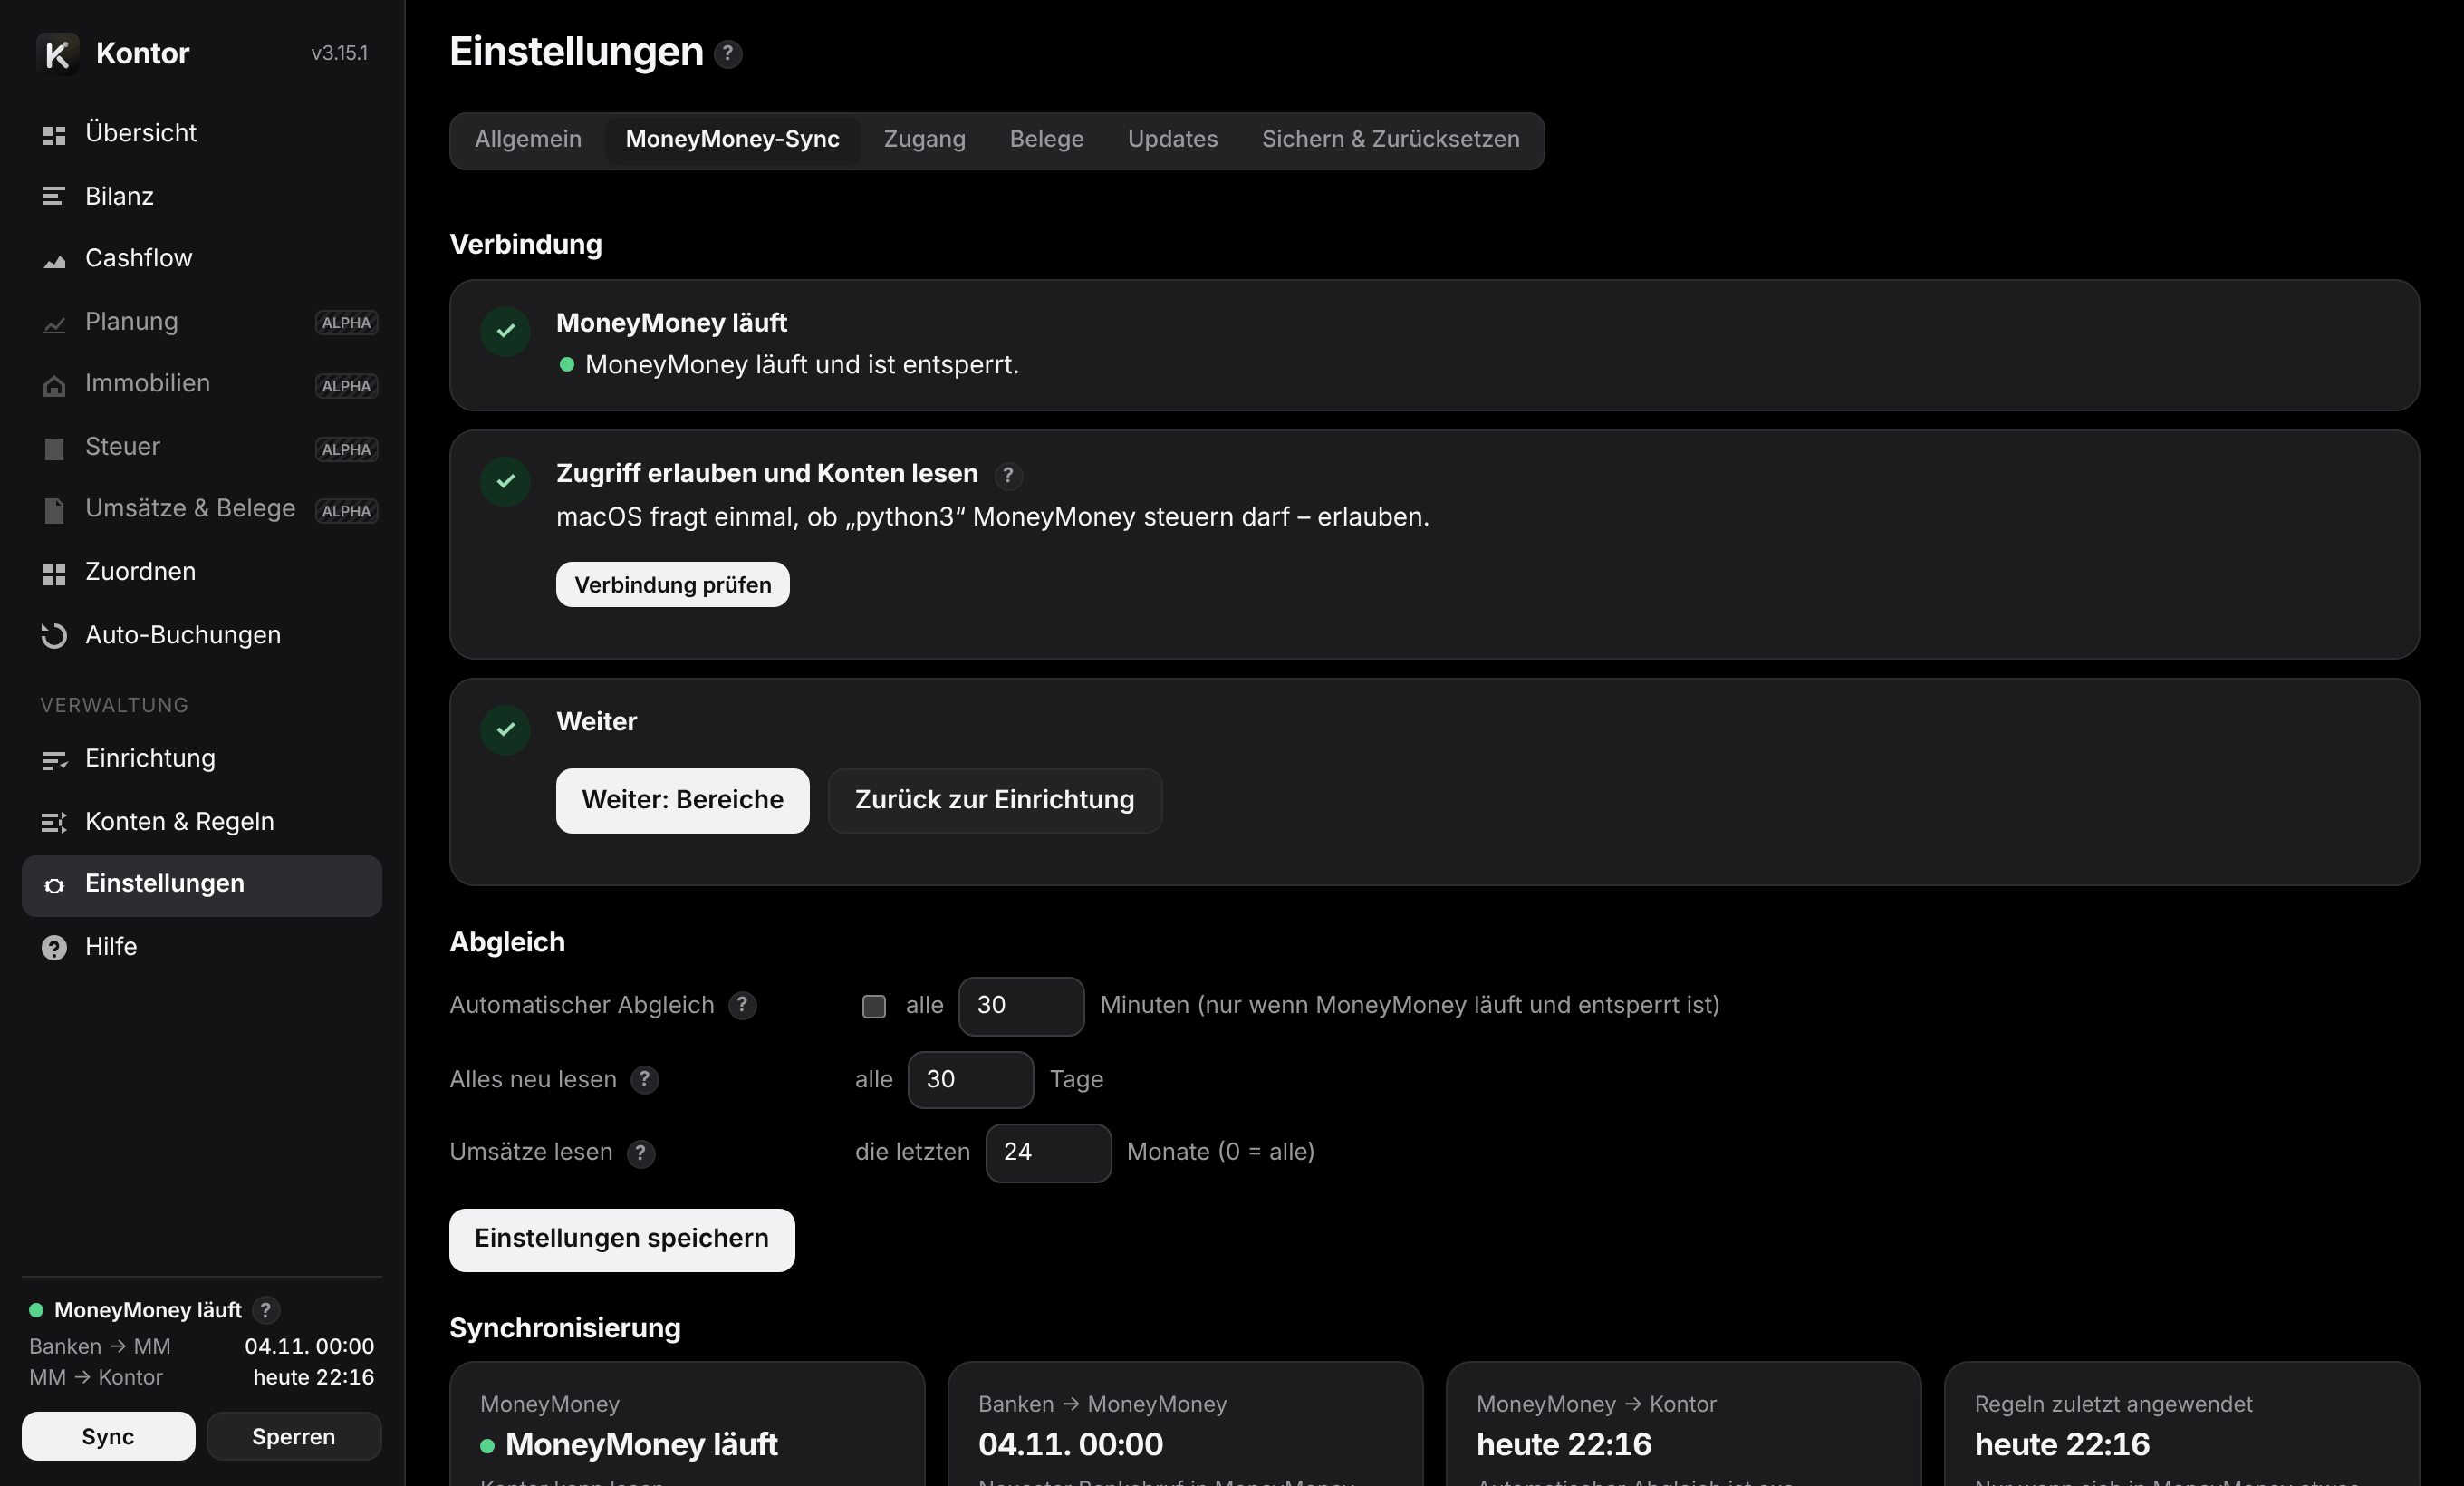 Kontor
v3.15.1
Übersicht
Bilanz
Cashflow
Planung ALPHA
Immobilien ALPHA
Steuer ALPHA
Umsätze & Belege ALPHA
Zuordnen
Auto-Buchungen
VERWALTUNG
Einrichtung
Konten & Regeln
Einstellungen
Hilfe
MoneyMoney läuft ?
Banken → MM 04.11. 00:00
MM → Kontor heute 22:16
Sync Sperren
Einstellungen ?
Allgemein MoneyMoney-Sync Zugang Belege Updates Sichern & Zurücksetzen
Verbindung
MoneyMoney läuft
MoneyMoney läuft und ist entsperrt.
Zugriff erlauben und Konten lesen ?
macOS fragt einmal, ob „python3“ MoneyMoney steuern darf – erlauben.
Verbindung prüfen
Weiter
Weiter: Bereiche Zurück zur Einrichtung
Abgleich
Automatischer Abgleich ? alle 30 Minuten (nur wenn MoneyMoney läuft und entsperrt ist)
Alles neu lesen ? alle 30 Tage
Umsätze lesen ? die letzten 24 Monate (0 = alle)
Einstellungen speichern
Synchronisierung
MoneyMoney
MoneyMoney läuft
Banken → MoneyMoney
04.11. 00:00
MoneyMoney → Kontor
heute 22:16
Regeln zuletzt angewendet
heute 22:16